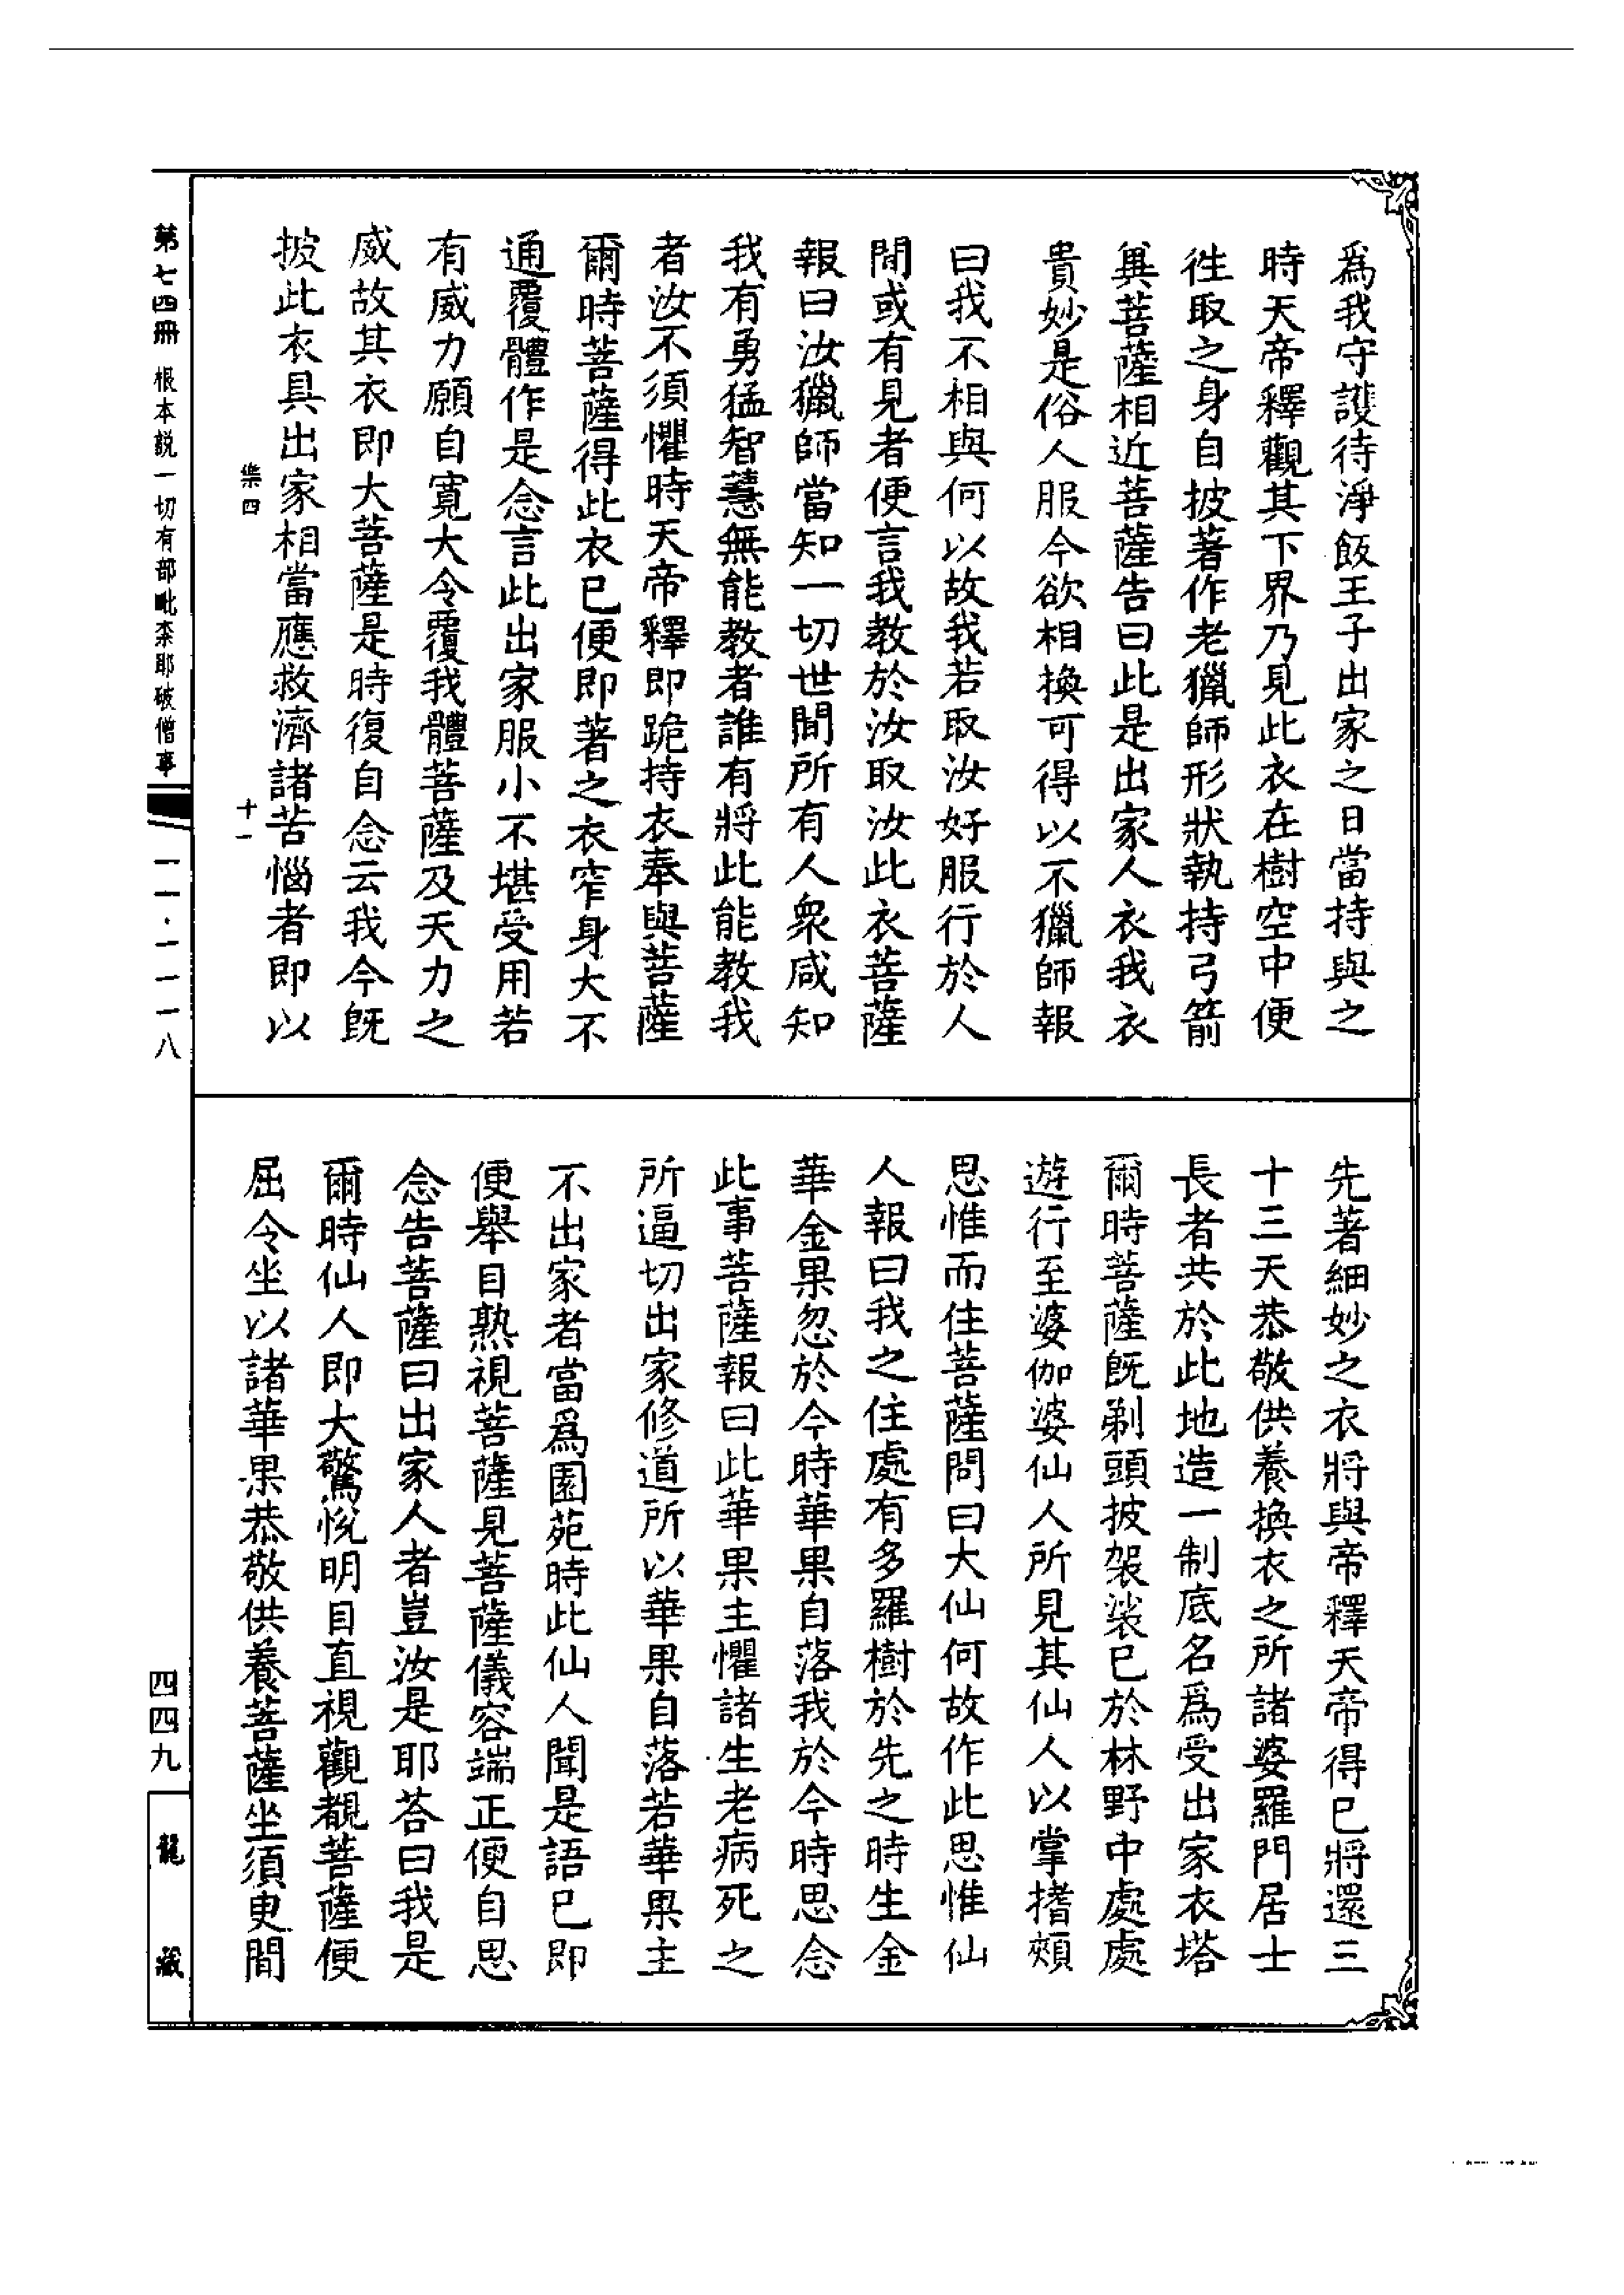 爲我守護待淨飯王子出家之日當持與之
時天帝釋觀其下界乃見此衣在樹空中便
徃取之身自披著作老獵師形狀執持弓箭
與菩薩相近菩薩告曰此是出家人衣我衣
貴妙是俗人服今欲相換可得以不獵師報
曰我不相與何以故我若取汝好服行於人
間或有見者便言我教於汝取汝此衣菩薩
報曰汝獵師當知一切世間所有人衆咸知
我有勇猛智慧無能教者誰有將此能教我
者汝不須懼時天帝釋即跪持衣奉與菩薩
爾時菩薩得此衣已便即著之衣窄身大不
通覆體作是念言此出家服小不堪受用若
有威力願自寬大令覆我體菩薩及天力之
威故其衣即大菩薩是時復自念云我今旣
披此衣具出家相當應救濟諸苦惱者即以
樂四 十一
先著細妙之衣將與帝釋天帝得已將還三
十三天恭敬供養換衣之所諸婆羅門居士
長者共於此地造一制底名爲受出家衣塔
爾時菩薩旣剃頭披袈裟已於林野中處處
遊行至婆伽婆仙人所見其仙人以掌搘頰
思惟而住菩薩問曰大仙何故作此思惟仙
人報曰我之住處有多羅樹於先之時生金
華金果忽於今時華果自落我於今時思念
此事菩薩報曰此華果主懼諸生老病死之
所逼切出家修道所以華果自落若華果主
不出家者當爲園苑時此仙人聞是語已即
便舉目熟視菩薩見菩薩儀容端正便自思
念告菩薩曰出家人者豈汝是耶荅曰我是
爾時仙人即大驚悅明目直視觀覩菩薩便
屈令坐以諸華果恭敬供養菩薩坐須臾間
第七四冊 根本説一切有部毗柰耶破僧事
一一·一一一八
四四九
龍藏